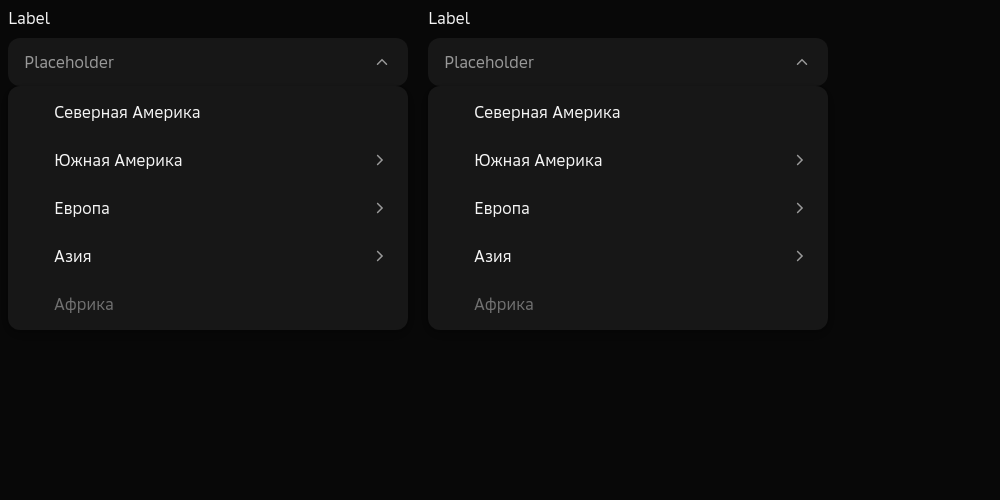 Label
Placeholder
Северная Америка
Южная Америка
Европа
Азия
Африка
Label
Placeholder
Северная Америка
Южная Америка
Европа
Азия
Африка